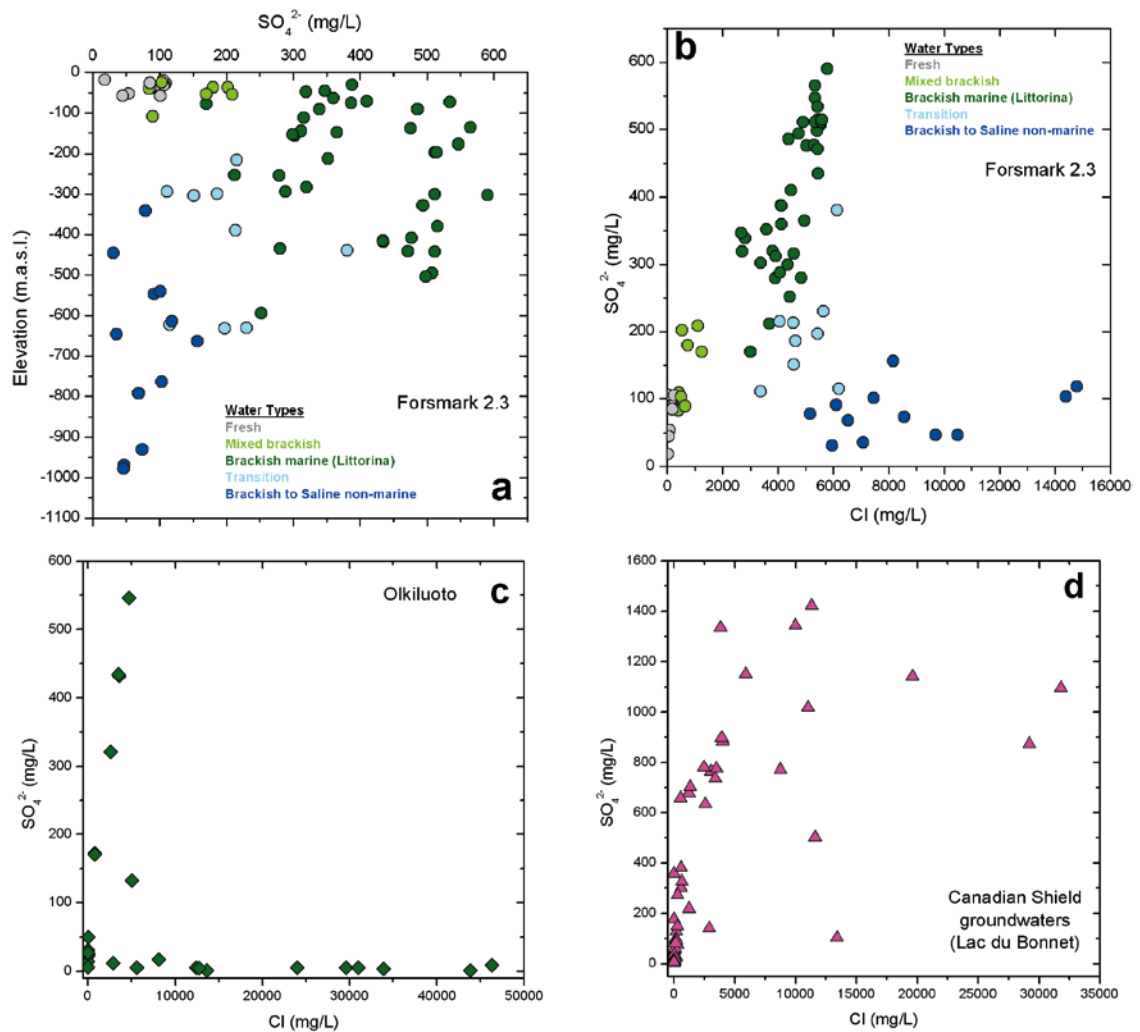 a
SO₄²⁻ (mg/L)
0 100 200 300 400 500 600
0
-100
-200
-300
-400
-500
-600
-700
-800
-900
-1000
-1100
Elevation (m.a.s.l.)
Forsmark 2.3
Water Types
Fresh
Mixed brackish
Brackish marine (Littorina)
Transition
Brackish to Saline non-marine
b
Water Types
Fresh
Mixed brackish
Brackish marine (Littorina)
Transition
Brackish to Saline non-marine
Forsmark 2.3
600
500
400
300
200
100
0
SO₄²⁻ (mg/L)
0 2000 4000 6000 8000 10000 12000 14000 16000
Cl (mg/L)
Olkiluoto
c
600
500
400
300
200
100
0
SO₄²⁻ (mg/L)
0 10000 20000 30000 40000 50000
Cl (mg/L)
d
1600
1400
1200
1000
800
600
400
200
0
SO₄²⁻ (mg/L)
Canadian Shield
groundwaters
(Lac du Bonnet)
0 5000 10000 15000 20000 25000 30000 35000
Cl (mg/L)